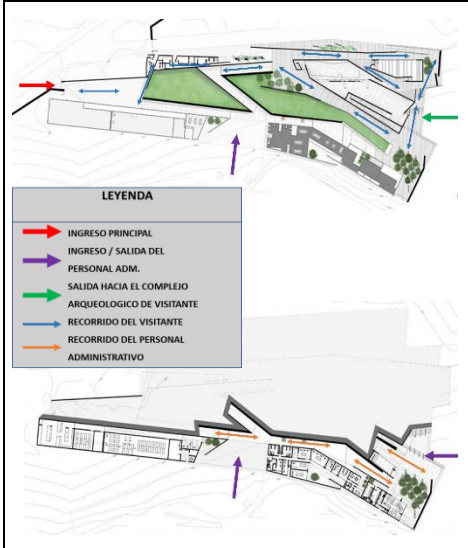 LEYENDA
INGRESO PRINCIPAL
INGRESO / SALIDA DEL
PERSONAL ADM.
SALIDA HACIA EL COMPLEJO
ARQUEOLOGICO DE VISITANTE
RECORRIDO DEL VISITANTE
RECORRIDO DEL PERSONAL
ADMINISTRATIVO